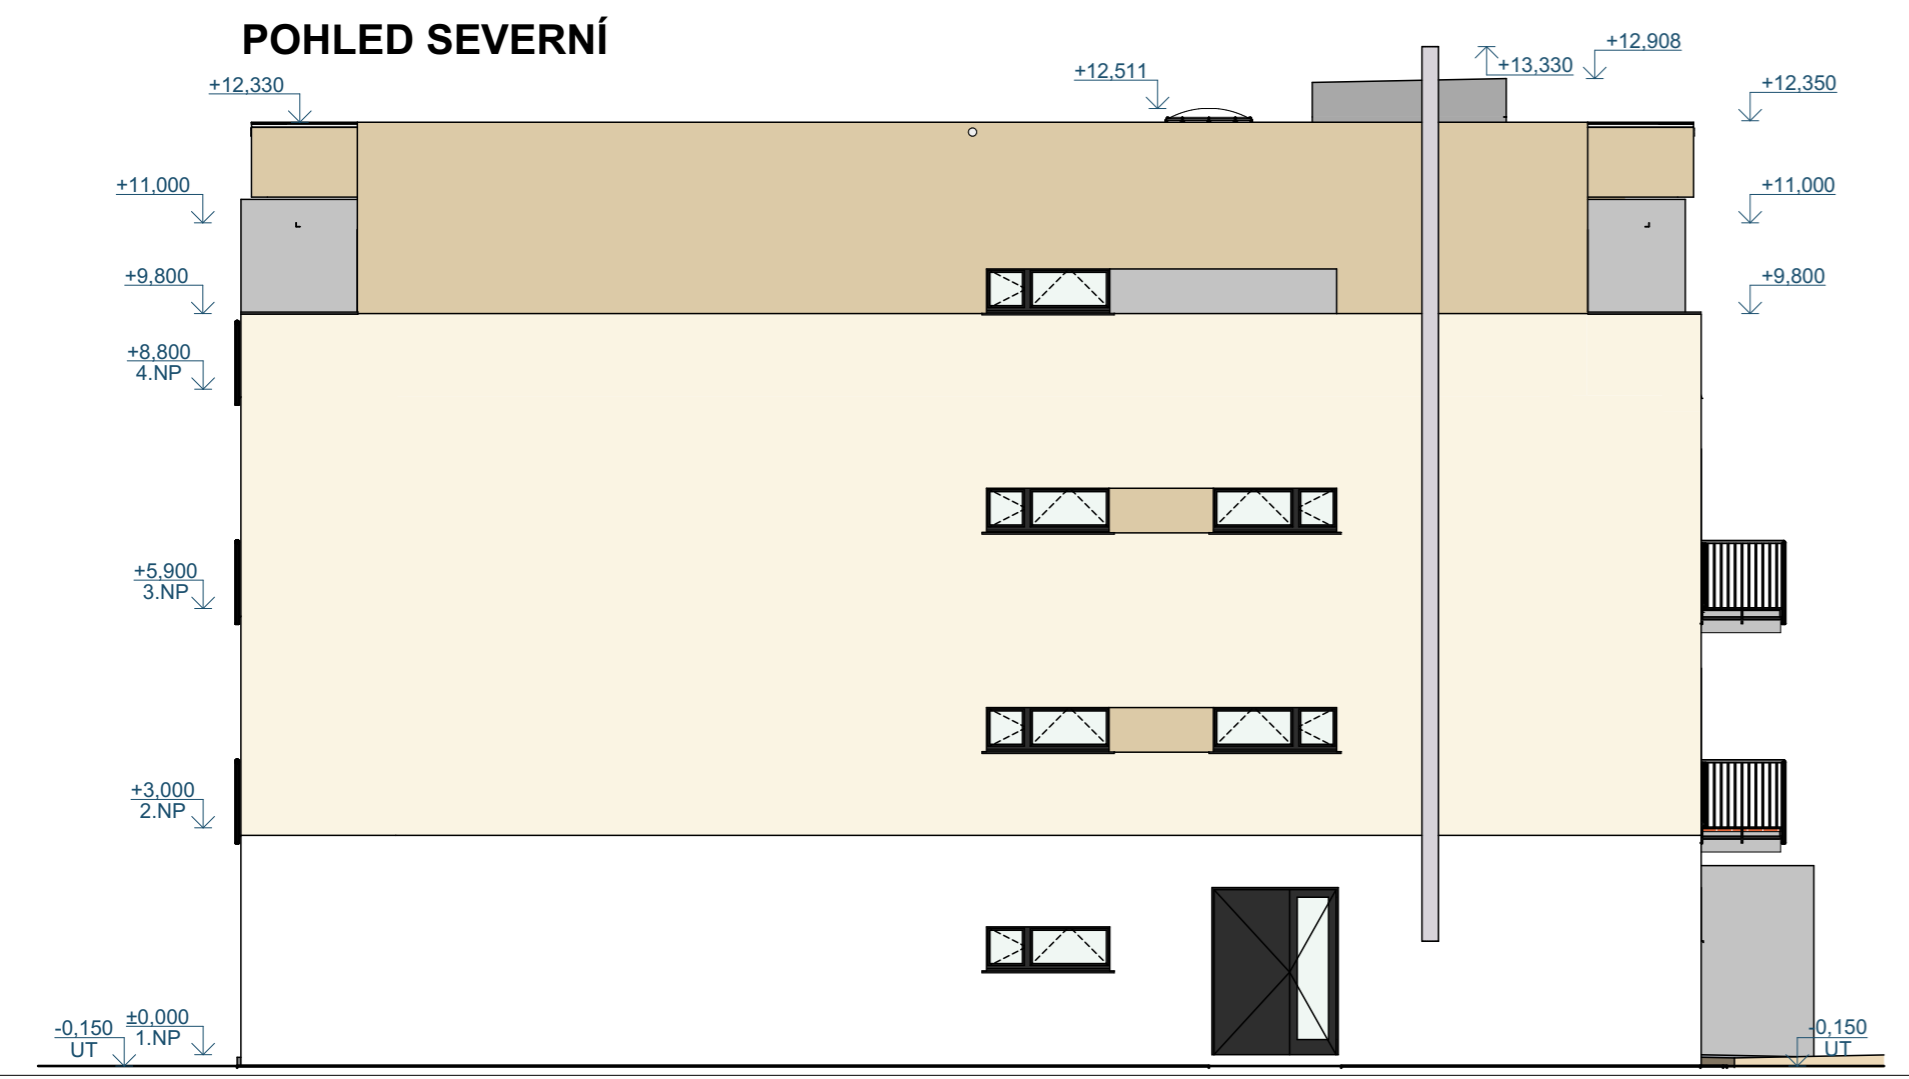 POHLED SEVERNÍ
+12,908
+12,511
+13,330
+12,330
+12,350
+11,000
+11,000
+9,800
+9,800
+8,800
4.NP
+5,900
3.NP
+3,000
2.NP
±0,000
1.NP
-0,150
UT
-0,150
UT